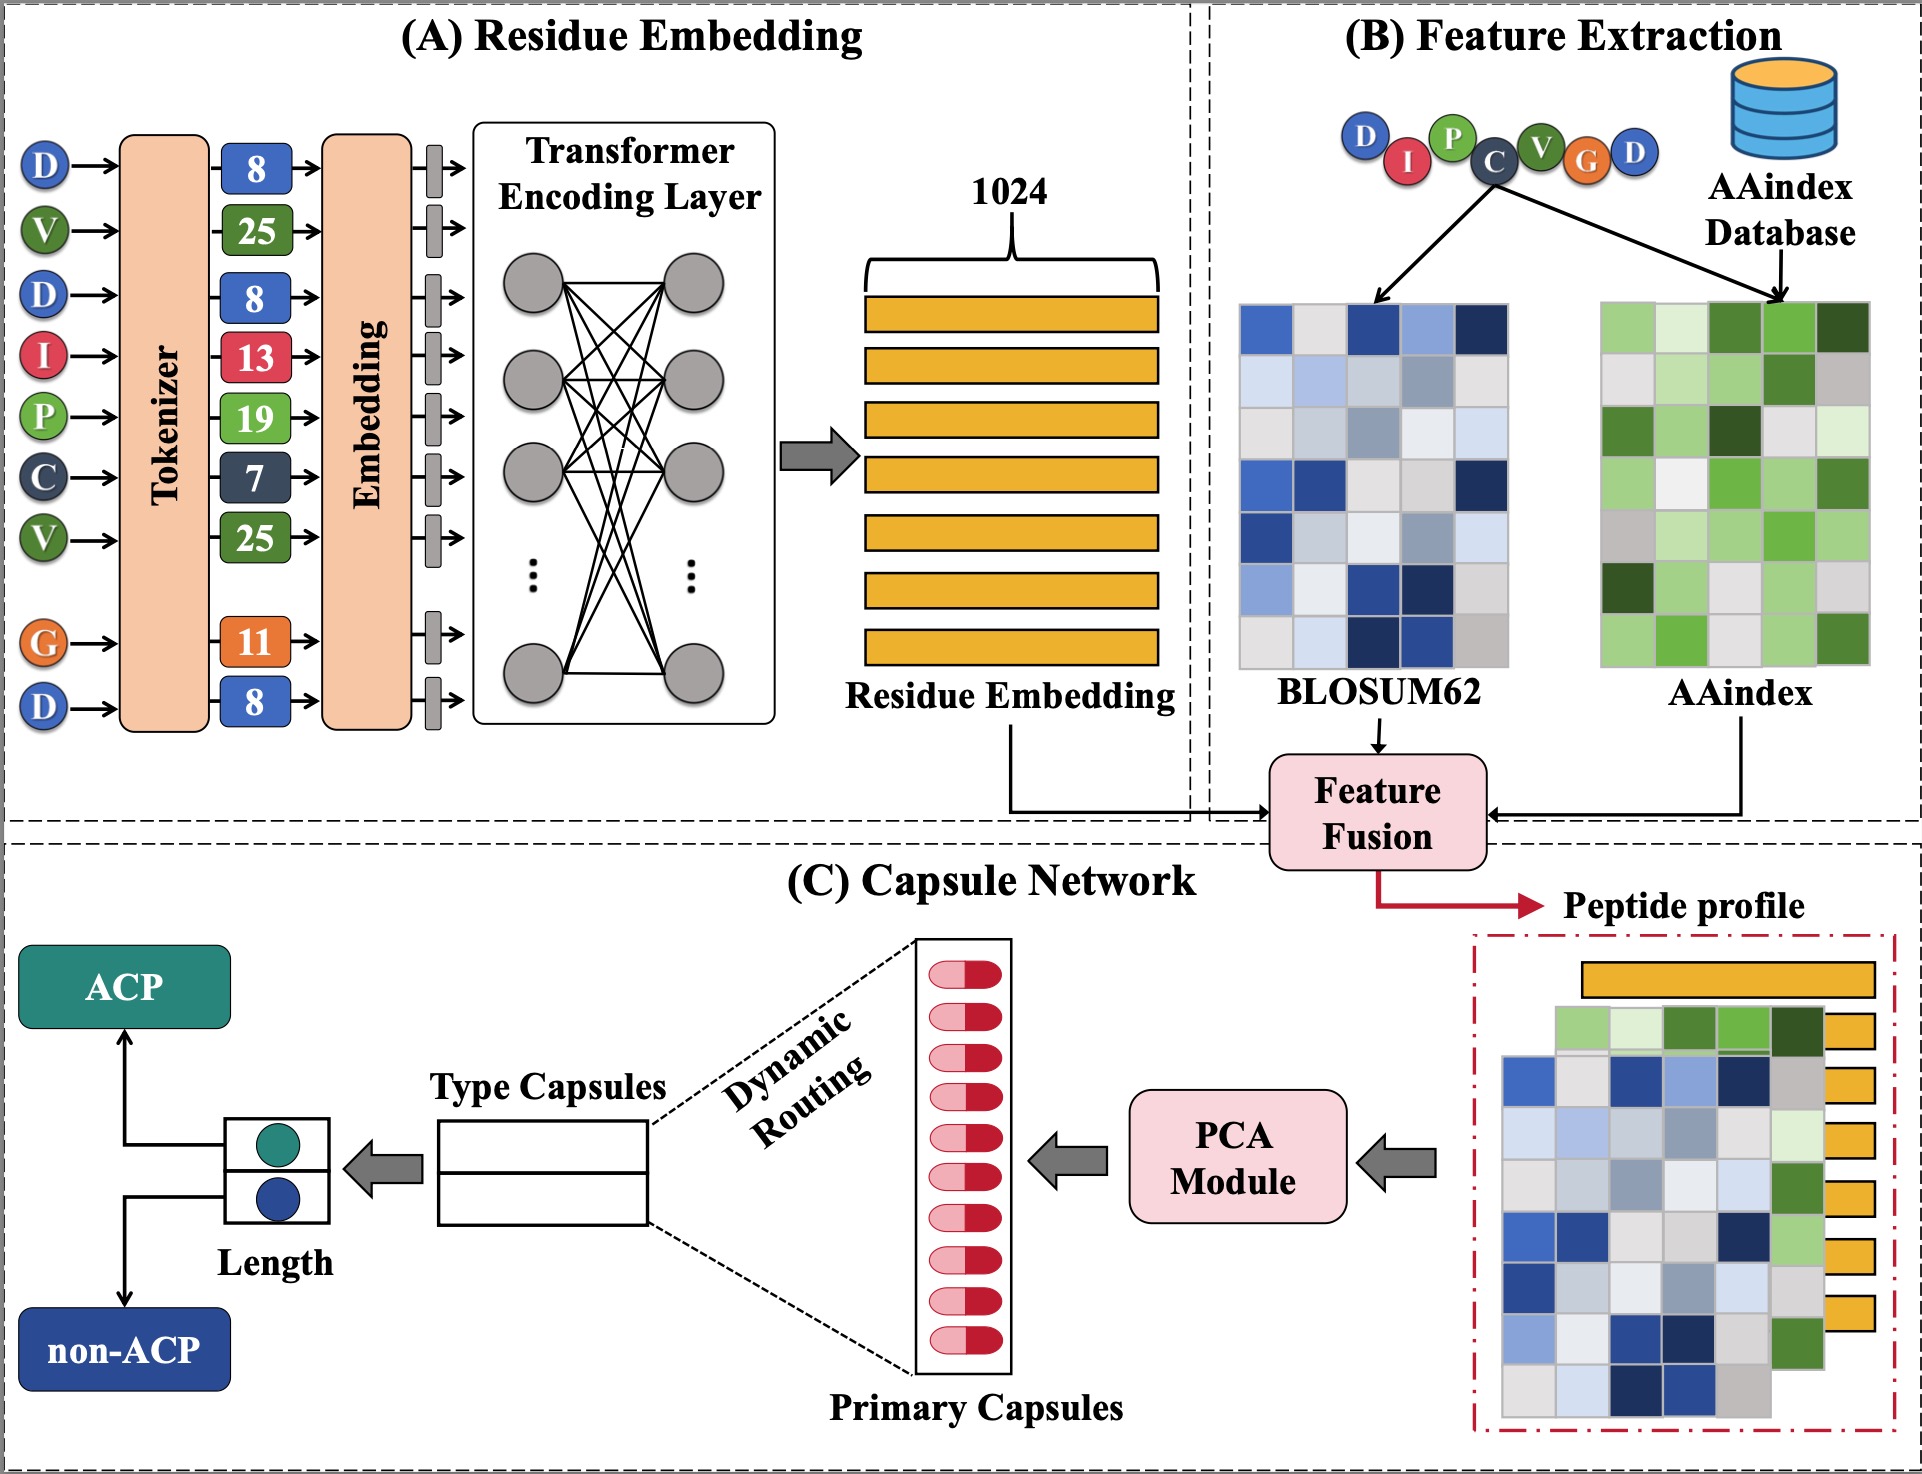 (A) Residue Embedding
D
V
D
I
P
C
V
G
D
Tokenizer
8
25
8
13
19
7
25
11
8
Embedding
Transformer
Encoding Layer
1024
Residue Embedding
(B) Feature Extraction
D
I
P
C
V
G
D
AAindex
Database
BLOSUM62
AAindex
Feature
Fusion
(C) Capsule Network
Peptide profile
PCA
Module
Dynamic
Routing
Primary Capsules
Type Capsules
Length
ACP
non-ACP